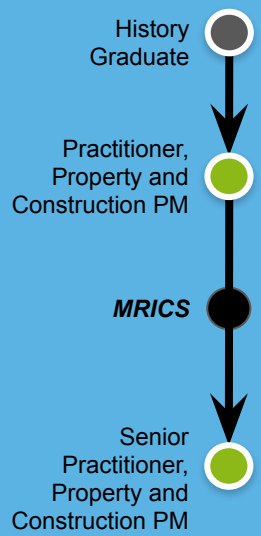 History
Graduate
Practitioner,
Property and
Construction PM
MRICS
Senior
Practitioner,
Property and
Construction PM